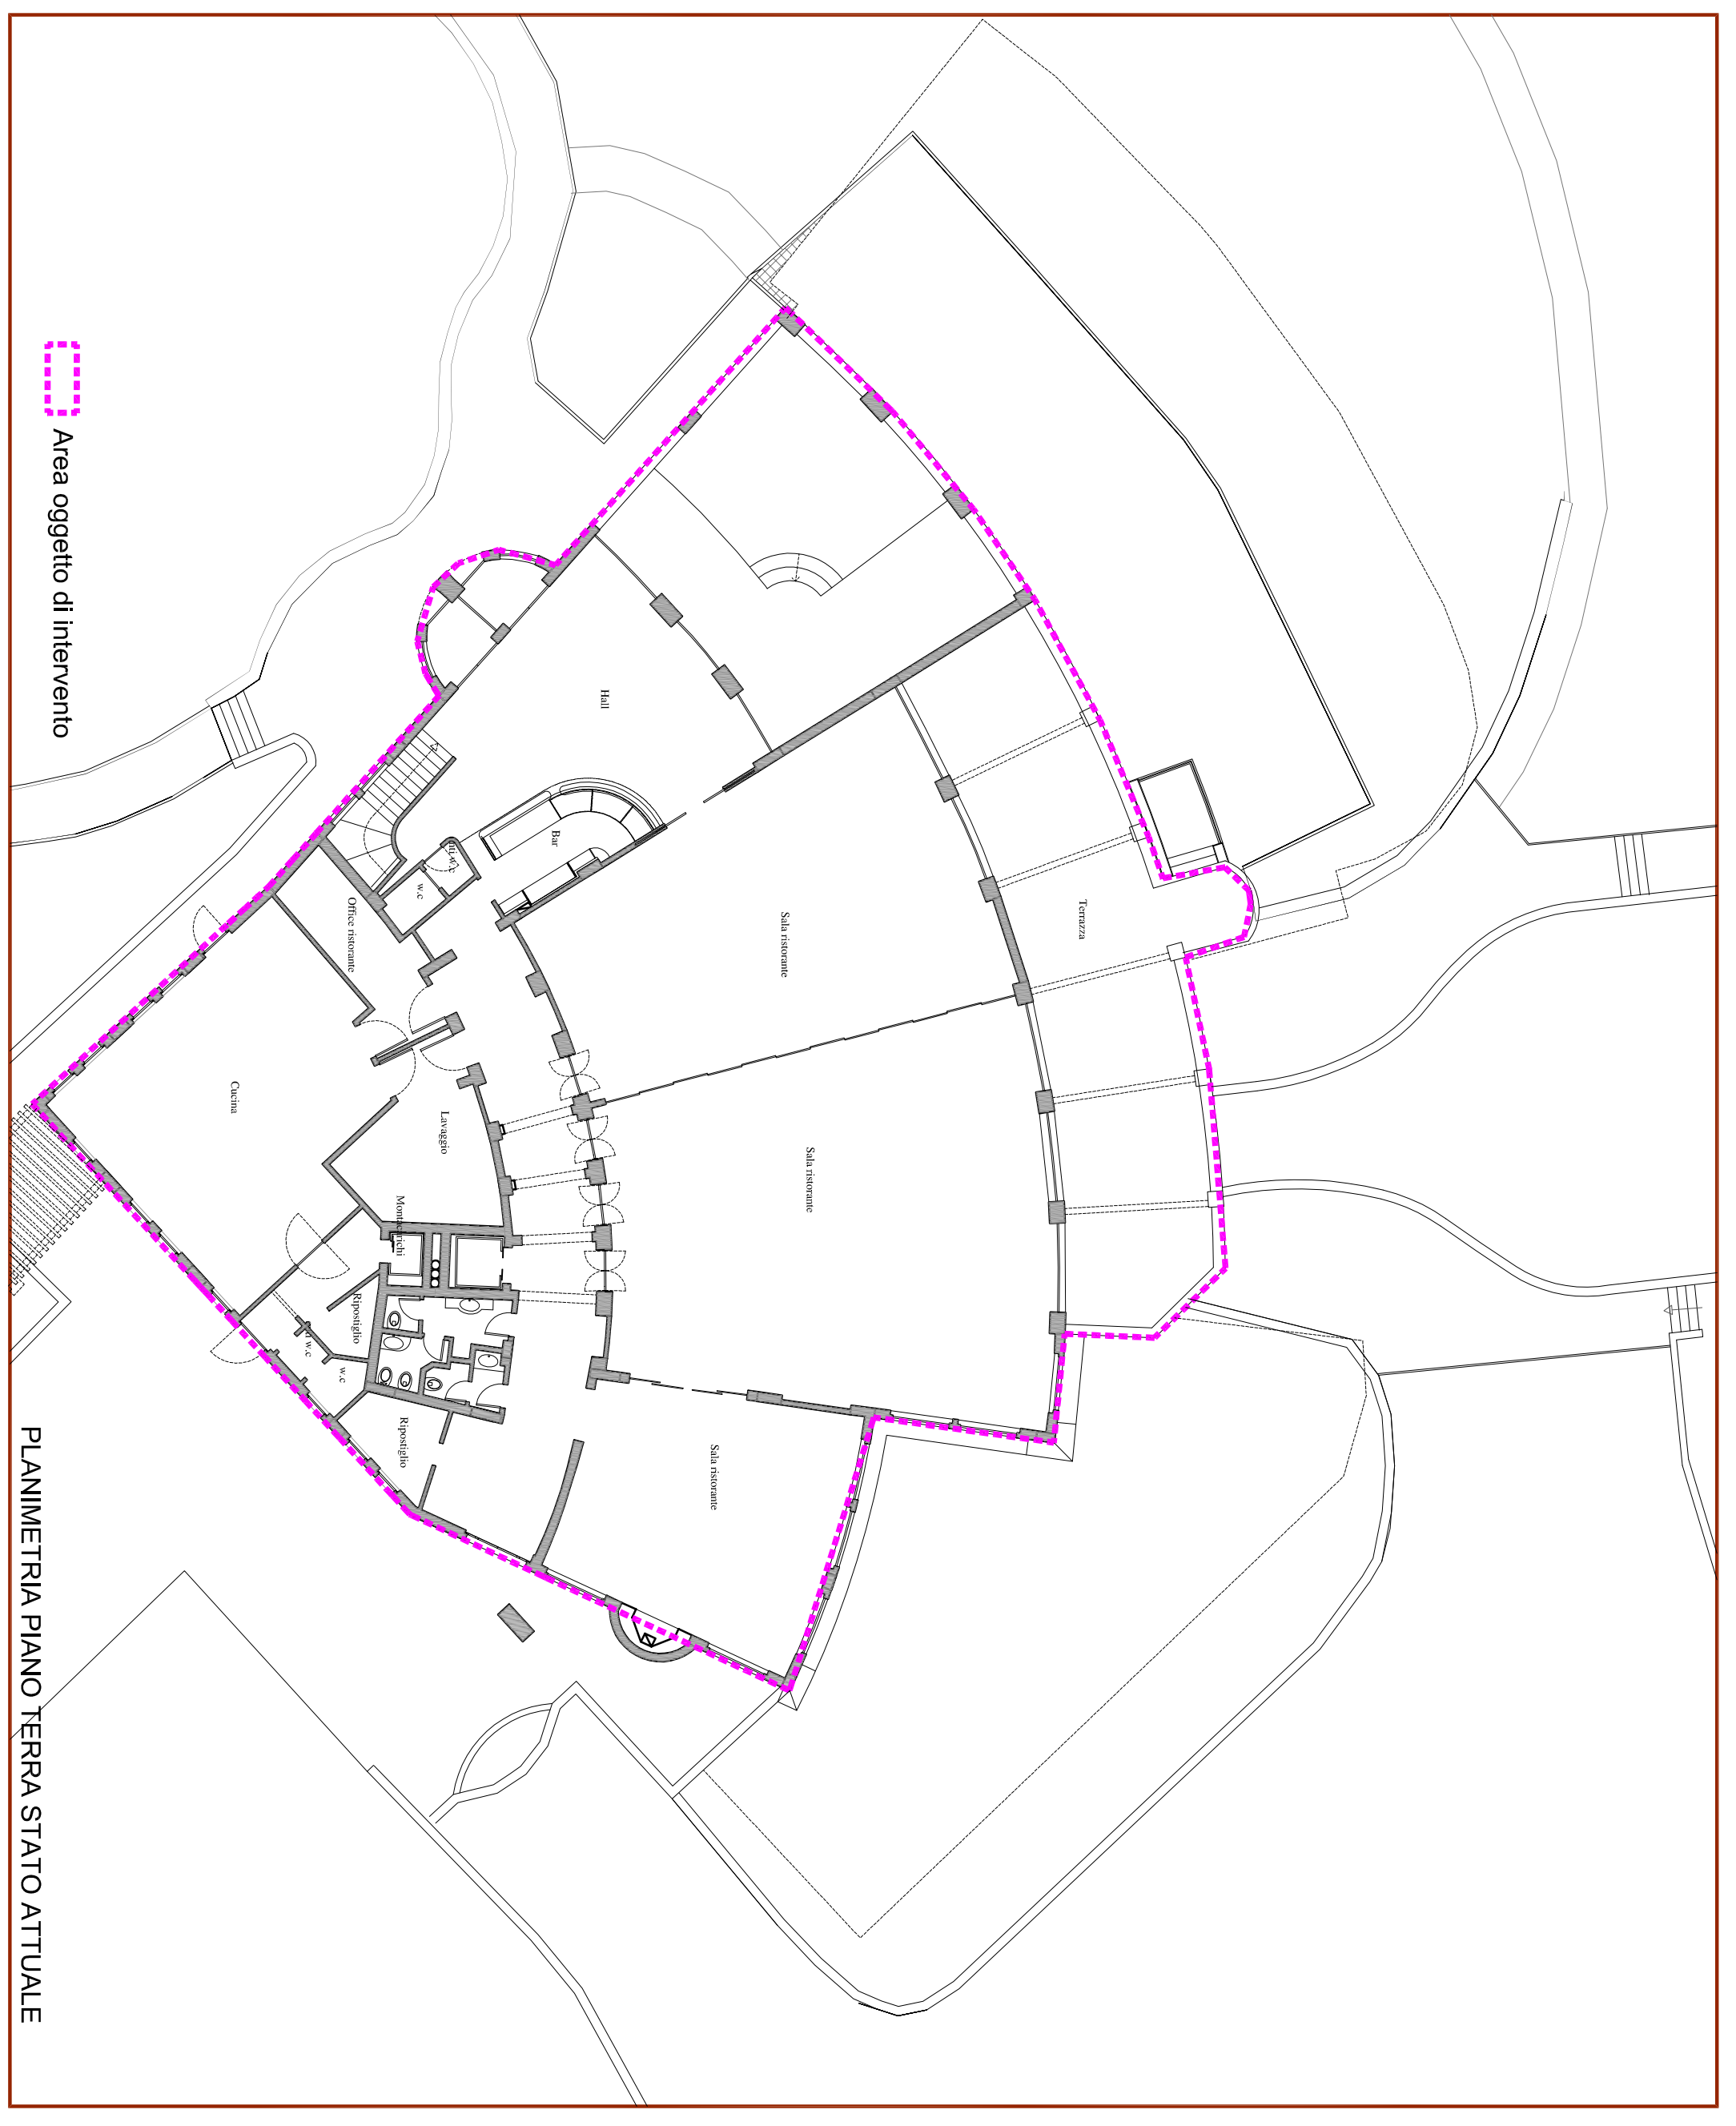 PLANIMETRIA PIANO TERRA STATO ATTUALE
Area oggetto di intervento
Hall
Bar
w.c
Office ristorante
Sala ristorante
Terrazza
Cucina
Lavaggio
Sala ristorante
Montacarichi
Ripostiglio
w.c
w.c
Ripostiglio
Sala ristorante